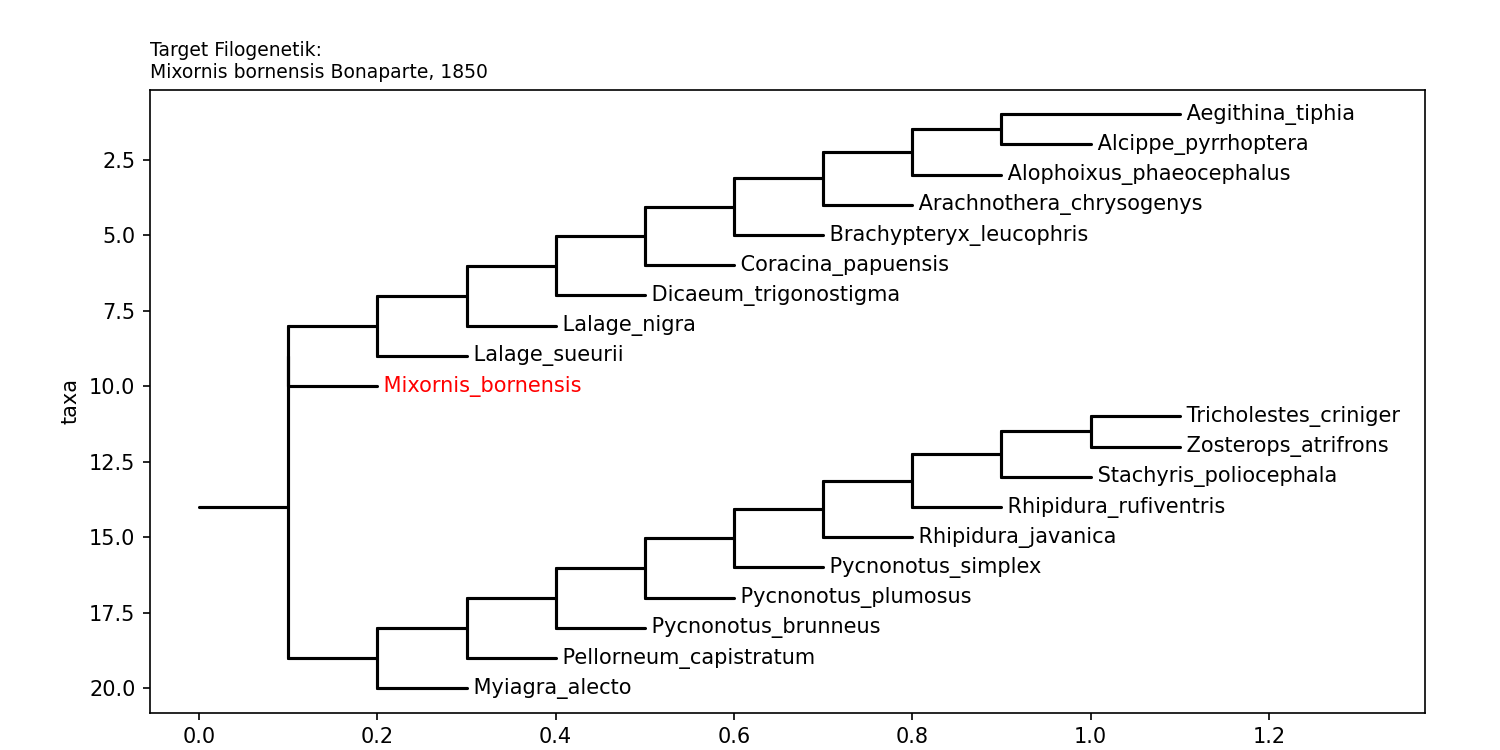 Target Filogenetik:
Mixornis bornensis Bonaparte, 1850
Aegithina_tiphia
Alcippe_pyrrhoptera
2.5
Alophoixus_phaeocephalus
Arachnothera_chrysogenys
5.0
Brachypteryx_leucophris
Coracina_papuensis
Dicaeum_trigonostigma
7.5
Lalage_nigra
Lalage_sueurii
taxa
10.0
Mixornis_bornensis
Tricholestes_criniger
Zosterops_atrifrons
12.5
Stachyris_poliocephala
Rhipidura_rufiventris
15.0
Rhipidura_javanica
Pycnonotus_simplex
Pycnonotus_plumosus
17.5
Pycnonotus_brunneus
Pellorneum_capistratum
20.0
Myiagra_alecto
0.0 0.2 0.4 0.6 0.8 1.0 1.2